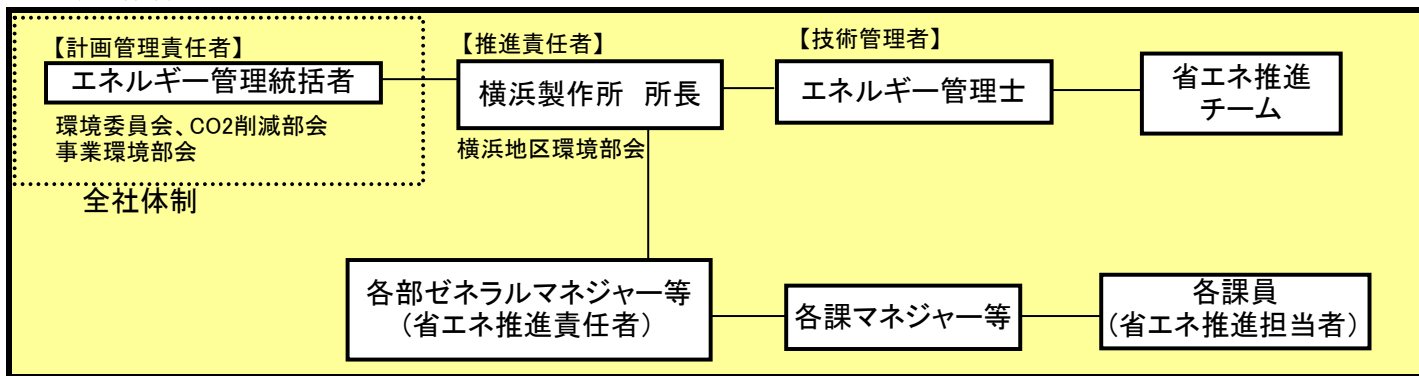 【計画管理責任者】
エネルギー管理統括者
環境委員会、CO2削減部会
事業環境部会
全社体制
【推進責任者】
横浜製作所　所長
横浜地区環境部会
【技術管理者】
エネルギー管理士
省エネ推進
チーム
各部ゼネラルマネジャー等
（省エネ推進責任者）
各課マネジャー等
各課員
（省エネ推進担当者）